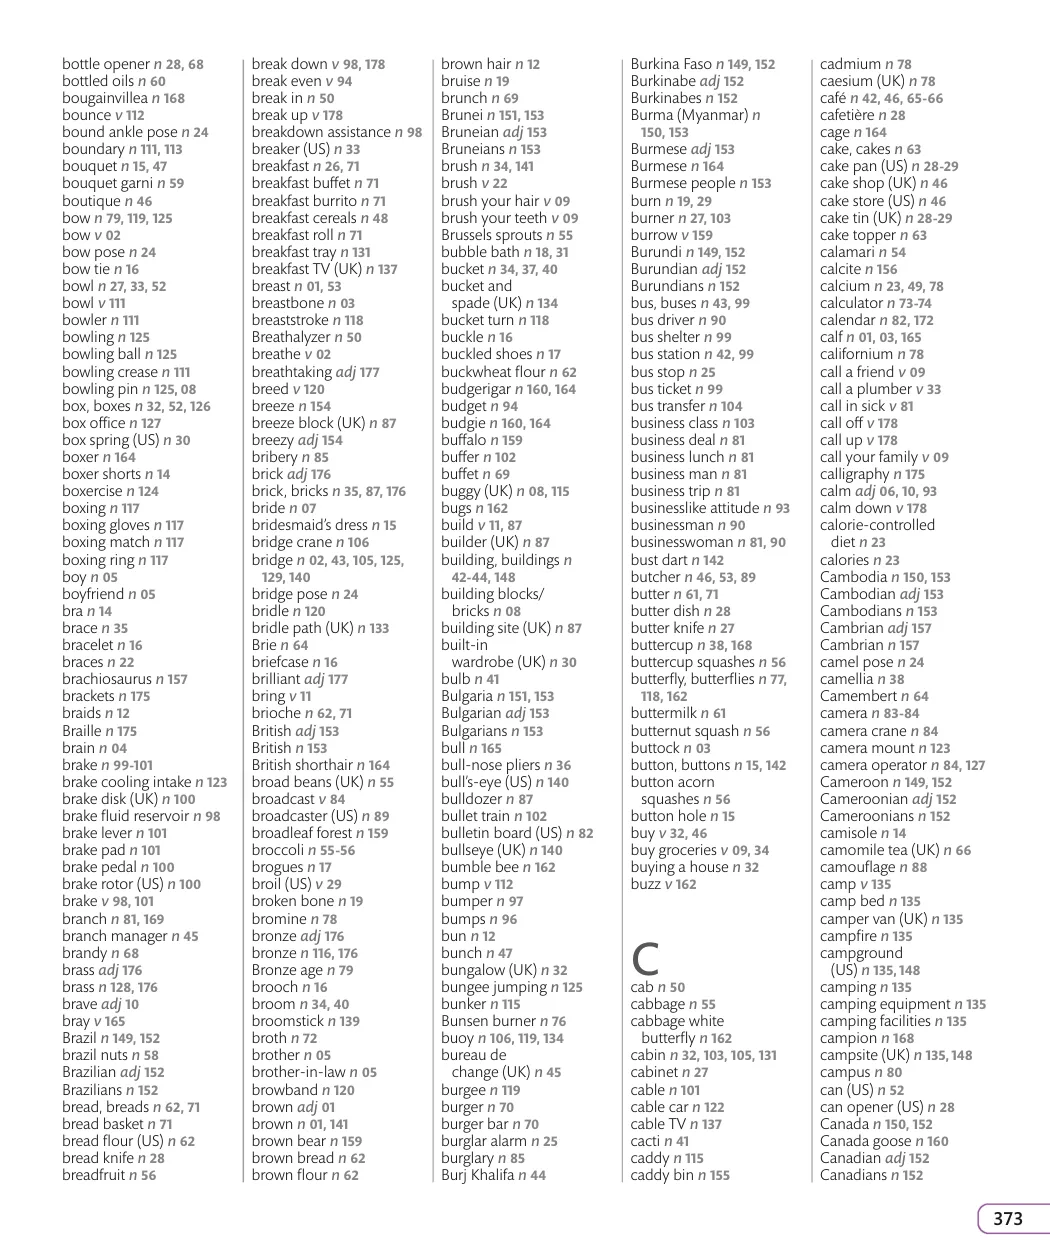 bottle opener n 28, 68
bottled oils n 60
bougainvillea n 168
bounce v 112
bound ankle pose n 24
boundary n 111, 113
bouquet n 15, 47
bouquet garni n 59
boutique n 46
bow n 79, 119, 125
bow v 02
bow pose n 24
bow tie n 16
bowl n 27, 33, 52
bowl v 111
bowler n 111
bowling n 125
bowling ball n 125
bowling crease n 111
bowling pin n 125, 08
box, boxes n 32, 52, 126
box office n 127
box spring (US) n 30
boxer n 164
boxer shorts n 14
boxercise n 124
boxing n 117
boxing gloves n 117
boxing match n 117
boxing ring n 117
boy n 05
boyfriend n 05
bra n 14
brace n 35
bracelet n 16
braces n 22
brachiosaurus n 157
brackets n 175
braids n 12
Braille n 175
brain n 04
brake n 99-101
brake cooling intake n 123
brake disk (UK) n 100
brake fluid reservoir n 98
brake lever n 101
brake pad n 101
brake pedal n 100
brake rotor (US) n 100
brake v 98, 101
branch n 81, 169
branch manager n 45
brandy n 68
brass adj 176
brass n 128, 176
brave adj 10
bray v 165
Brazil n 149, 152
brazil nuts n 58
Brazilian adj 152
Brazilians n 152
bread, breads n 62, 71
bread basket n 71
bread flour (US) n 62
bread knife n 28
breadfruit n 56
break down v 98, 178
break even v 94
break in n 50
break up v 178
breakdown assistance n 98
breaker (US) n 33
breakfast n 26, 71
breakfast buffet n 71
breakfast burrito n 71
breakfast cereals n 48
breakfast roll n 71
breakfast tray n 131
breakfast TV (UK) n 137
breast n 01, 53
breastbone n 03
breaststroke n 118
Breathalyzer n 50
breathe v 02
breathtaking adj 177
breed v 120
breeze n 154
breeze block (UK) n 87
breezy adj 154
bribery n 85
brick adj 176
brick, bricks n 35, 87, 176
bride n 07
bridesmaid's dress n 15
bridge crane n 106
bridge n 02, 43, 105, 125,
129, 140
bridge pose n 24
bridle n 120
bridle path (UK) n 133
Brie n 64
briefcase n 16
brilliant adj 177
bring v 11
brioche n 62, 71
British adj 153
British n 153
British shorthair n 164
broad beans (UK) n 55
broadcast v 84
broadcaster (US) n 89
broadleaf forest n 159
broccoli n 55-56
brogues n 17
broil (US) v 29
broken bone n 19
bromine n 78
bronze adj 176
bronze n 116, 176
Bronze age n 79
brooch n 16
broom n 34, 40
broomstick n 139
broth n 72
brother n 05
brother-in-law n 05
browband n 120
brown adj 01
brown n 01, 141
brown bear n 159
brown bread n 62
brown flour n 62
brown hair n 12
bruise n 19
brunch n 69
Brunei n 151, 153
Bruneian adj 153
Bruneians n 153
brush n 34, 141
brush v 22
brush your hair v 09
brush your teeth v 09
Brussels sprouts n 55
bubble bath n 18, 31
bucket n 34, 37, 40
bucket and
spade (UK) n 134
bucket turn n 118
buckle n 16
buckled shoes n 17
buckwheat flour n 62
budgerigar n 160, 164
budget n 94
budgie n 160, 164
buffalo n 159
buffer n 102
buffet n 69
buggy (UK) n 08, 115
bugs n 162
build v 11, 87
builder (UK) n 87
building, buildings n
42-44, 148
building blocks/
bricks n 08
building site (UK) n 87
built-in
wardrobe (UK) n 30
bulb n 41
Bulgaria n 151, 153
Bulgarian adj 153
Bulgarians n 153
bull n 165
bull-nose pliers n 36
bull's-eye (US) n 140
bulldozer n 87
bullet train n 102
bulletin board (US) n 82
bullseye (UK) n 140
bumble bee n 162
bump v 112
bumper n 97
bumps n 96
bun n 12
bunch n 47
bungalow (UK) n 32
bungee jumping n 125
bunker n 115
Bunsen burner n 76
buoy n 106, 119, 134
bureau de
change (UK) n 45
burgee n 119
burger n 70
burger bar n 70
burglar alarm n 25
burglary n 85
Burj Khalifa n 44
Burkina Faso n 149, 152
Burkinabe adj 152
Burkinabes n 152
Burma (Myanmar) n
150, 153
Burmese adj 153
Burmese n 164
Burmese people n 153
burn n 19, 29
burner n 27, 103
burrow v 159
Burundi n 149, 152
Burundian adj 152
Burundians n 152
bus, buses n 43, 99
bus driver n 90
bus shelter n 99
bus station n 42, 99
bus stop n 25
bus ticket n 99
bus transfer n 104
business class n 103
business deal n 81
business lunch n 81
business man n 81
business trip n 81
businesslike attitude n 93
businessman n 90
businesswoman n 81, 90
bust dart n 142
butcher n 46, 53, 89
butter n 61, 71
butter dish n 28
butter knife n 27
buttercup n 38, 168
buttercup squashes n 56
butterfly, butterflies n 77,
118, 162
buttermilk n 61
butternut squash n 56
buttock n 03
button, buttons n 15, 142
button acorn
squashes n 56
button hole n 15
buy v 32, 46
buy groceries v 09, 34
buying a house n 32
buzz v 162
C
cab n 50
cabbage n 55
cabbage white
butterfly n 162
cabin n 32, 103, 105, 131
cabinet n 27
cable n 101
cable car n 122
cable TV n 137
cacti n 41
caddy n 115
caddy bin n 155
cadmium n 78
caesium (UK) n 78
café n 42, 46, 65-66
cafetière n 28
cage n 164
cake, cakes n 63
cake pan (US) n 28-29
cake shop (UK) n 46
cake store (US) n 46
cake tin (UK) n 28-29
cake topper n 63
calamari n 54
calcite n 156
calcium n 23, 49, 78
calculator n 73-74
calendar n 82, 172
calf n 01, 03, 165
californium n 78
call a friend v 09
call a plumber v 33
call in sick v 81
call off v 178
call up v 178
call your family v 09
calligraphy n 175
calm adj 06, 10, 93
calm down v 178
calorie-controlled
diet n 23
calories n 23
Cambodia n 150, 153
Cambodian adj 153
Cambodians n 153
Cambrian adj 157
Cambrian n 157
camel pose n 24
camellia n 38
Camembert n 64
camera n 83-84
camera crane n 84
camera mount n 123
camera operator n 84, 127
Cameroon n 149, 152
Cameroonian adj 152
Cameroonians n 152
camisole n 14
camomile tea (UK) n 66
camouflage n 88
camp v 135
camp bed n 135
camper van (UK) n 135
campfire n 135
campground
(US) n 135, 148
camping n 135
camping equipment n 135
camping facilities n 135
campion n 168
campsite (UK) n 135, 148
campus n 80
can (US) n 52
can opener (US) n 28
Canada n 150, 152
Canada goose n 160
Canadian adj 152
Canadians n 152
373